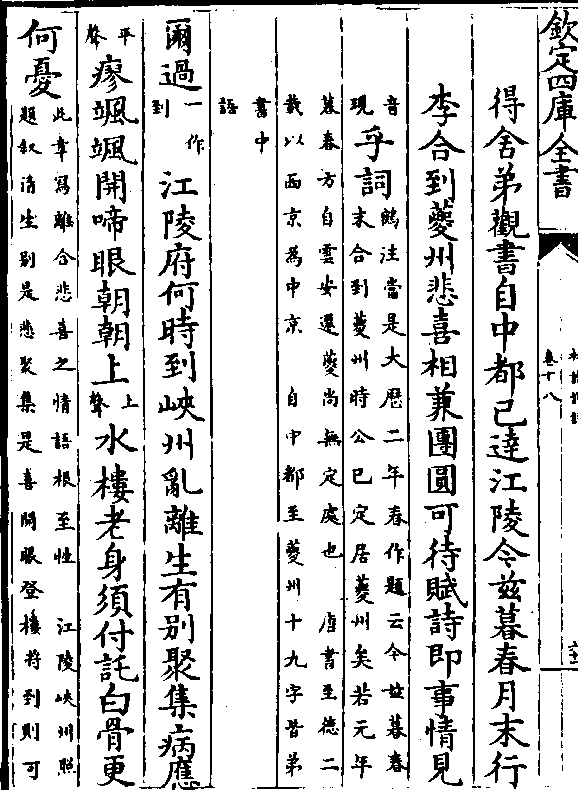 欽定四庫全書
卷十八
得舍弟觀書自中都已達江陵今兹暮春月末行
李合到夔州悲喜相兼團圓可待賦詩即事情見
音現乎詞鶴注當是大厯二年春作題云今兹暮春
末合到夔州時公已定居夔州矣若元年
暮春方自雲安遷夔尚無定處也 唐書至德二
載以西京為中京 自中都至夔州十九字皆弟
書中
語
爾過一作到江陵府何時到峽州亂離生有别聚集病應
平聲瘳颯颯開啼眼朝朝上上聲水樓老身須付託白骨更
何憂此章寫離合悲喜之情語根至性 江陵峽州照
題叙清生别是悲聚集是喜開眼登樓將到則可